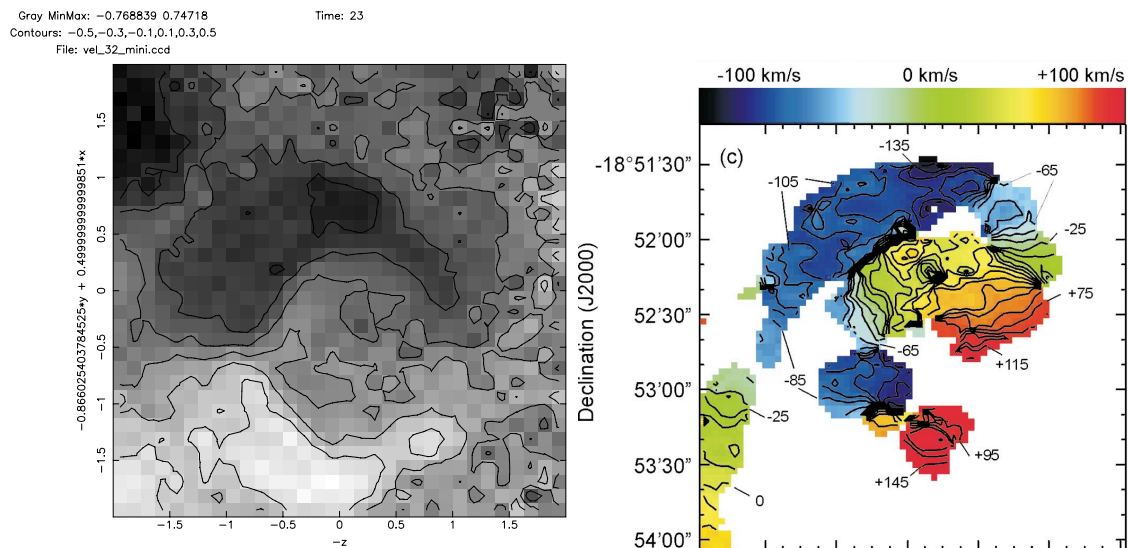 Gray MinMax: -0.768839 0.74718
Time: 23
Contours: -0.5,-0.3,-0.1,0.1,0.3,0.5
File: vel_32_mini.ccd
-0.8660254037844525*y + 0.4999999999999851*x
1.5
1
0.5
0
-0.5
-1
-1.5
-1.5
-1
-0.5
0
0.5
1
1.5
-z
-100 km/s
0 km/s
+100 km/s
(c)
-135
-65
-105
-25
+75
-65
+115
-85
-25
+95
+145
0
Declination (J2000)
-18°51'30”
52'00”
52'30”
53'00”
53'30”
54'00”